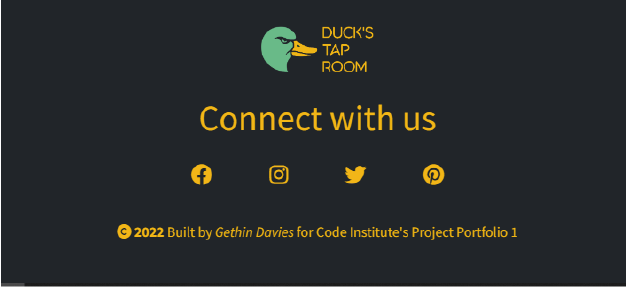 DUCK'S
TAP
ROOM
Connect with us
© 2022 Built by Gethin Davies for Code Institute's Project Portfolio 1